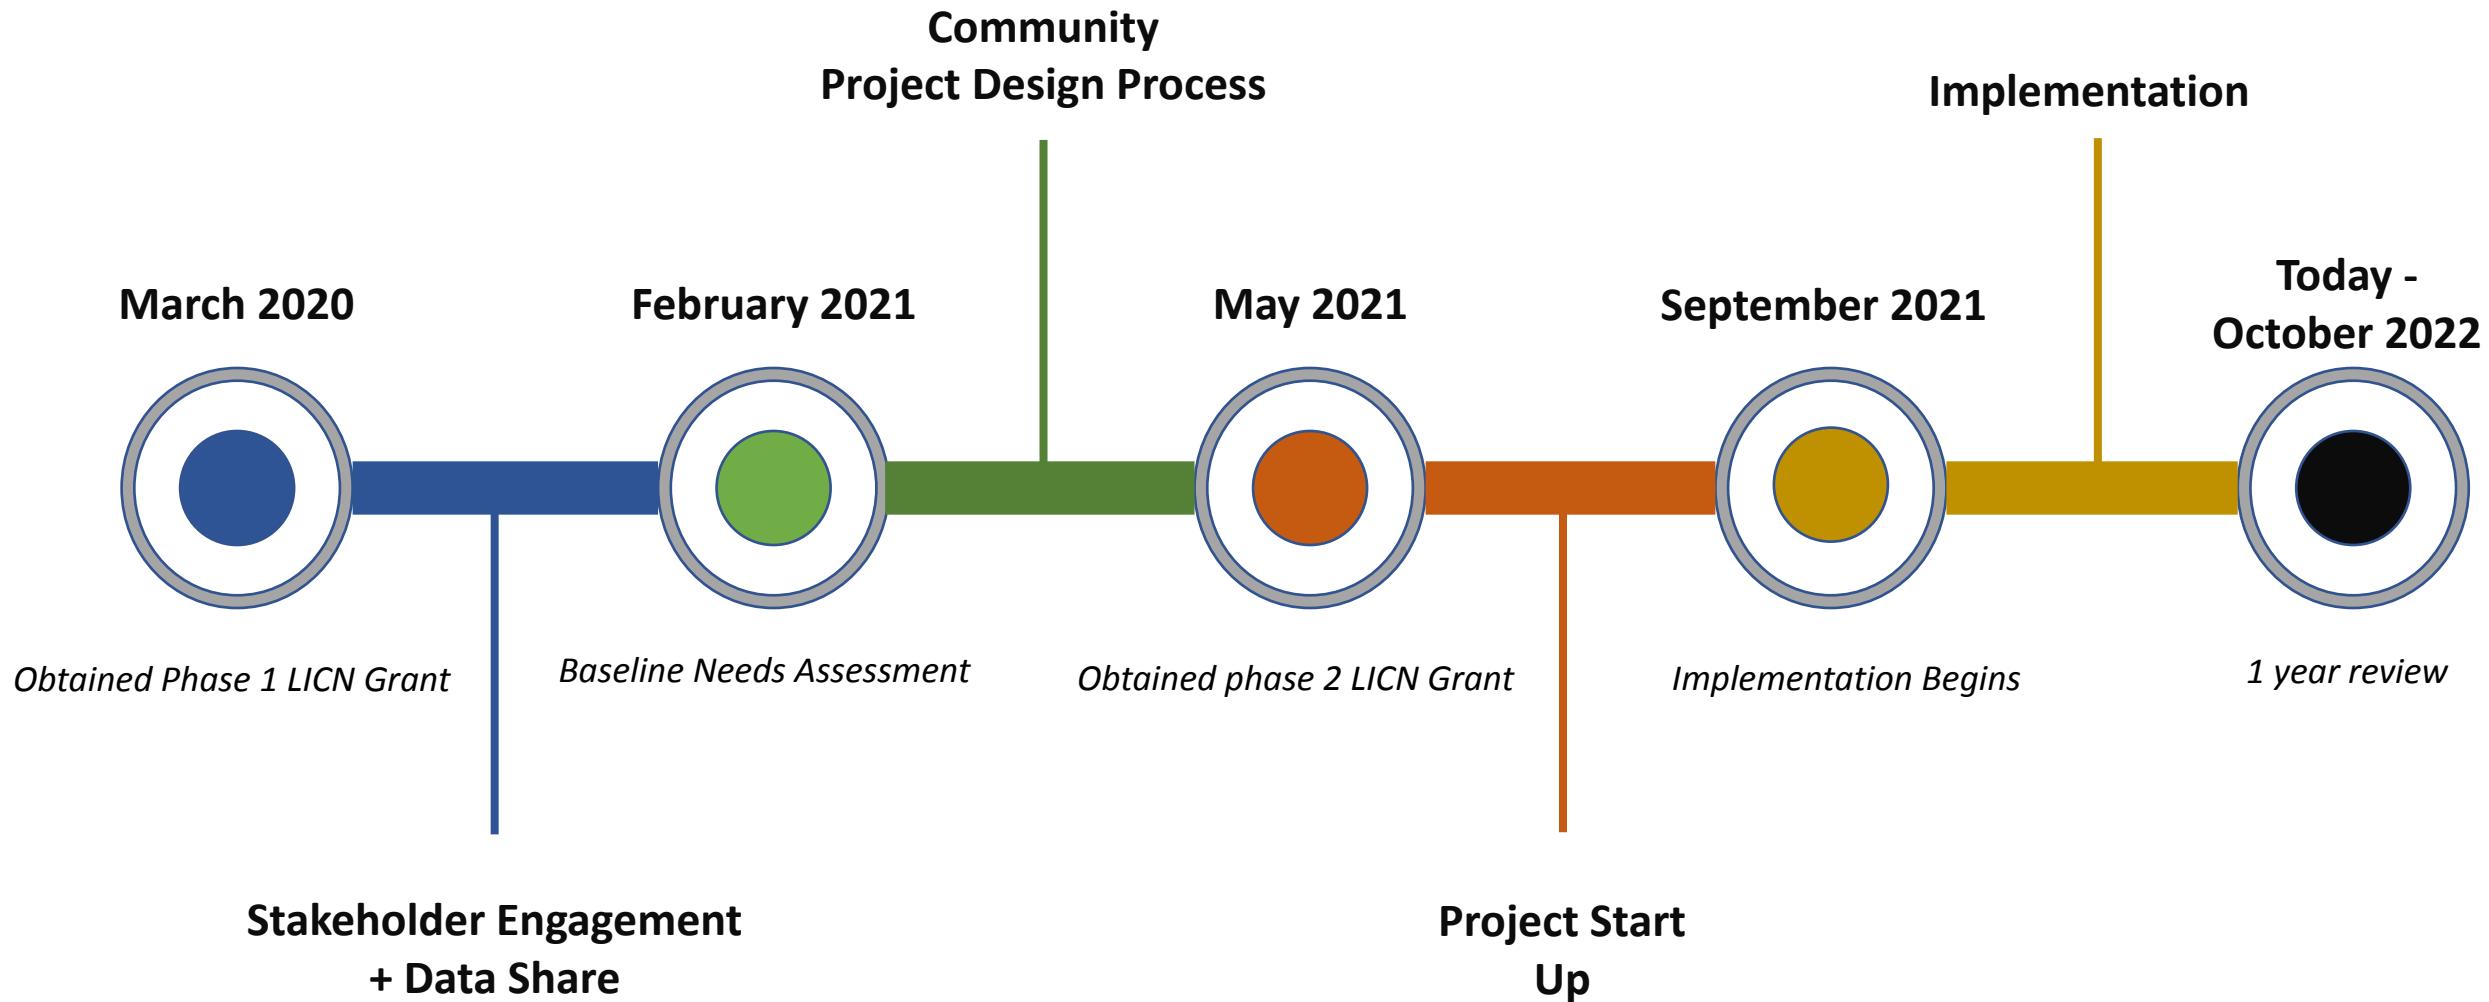 Community
Project Design Process
Implementation
March 2020
February 2021
May 2021
September 2021
Today -
October 2022
Obtained Phase 1 LICN Grant
Baseline Needs Assessment
Obtained phase 2 LICN Grant
Implementation Begins
1 year review
Stakeholder Engagement
+ Data Share
Project Start
Up